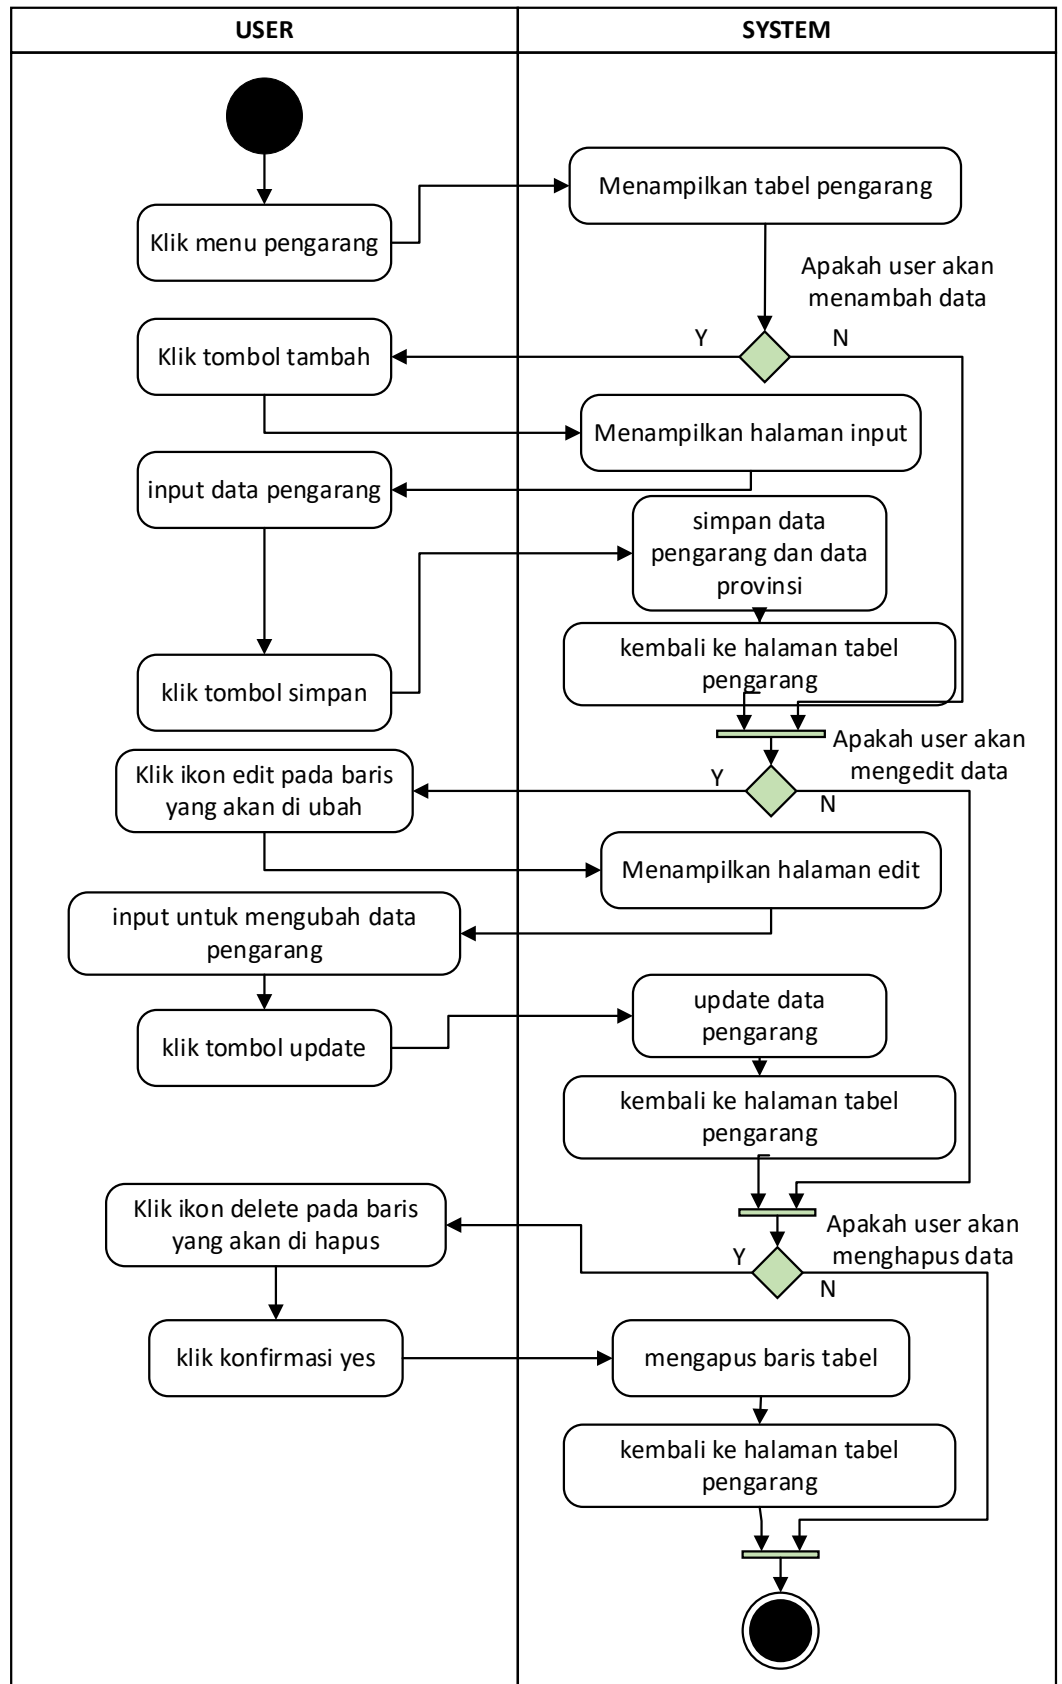 USER
SYSTEM
Menampilkan tabel pengarang
Klik menu pengarang
Apakah user akan
menambah data
Y
N
Klik tombol tambah
Menampilkan halaman input
input data pengarang
simpan data
pengarang dan data
provinsi
kembali ke halaman tabel
pengarang
klik tombol simpan
Apakah user akan
mengedit data
Y
N
Klik ikon edit pada baris
yang akan di ubah
Menampilkan halaman edit
input untuk mengubah data
pengarang
update data
pengarang
klik tombol update
kembali ke halaman tabel
pengarang
Klik ikon delete pada baris
yang akan di hapus
Apakah user akan
menghapus data
Y
N
klik konfirmasi yes
mengapus baris tabel
kembali ke halaman tabel
pengarang